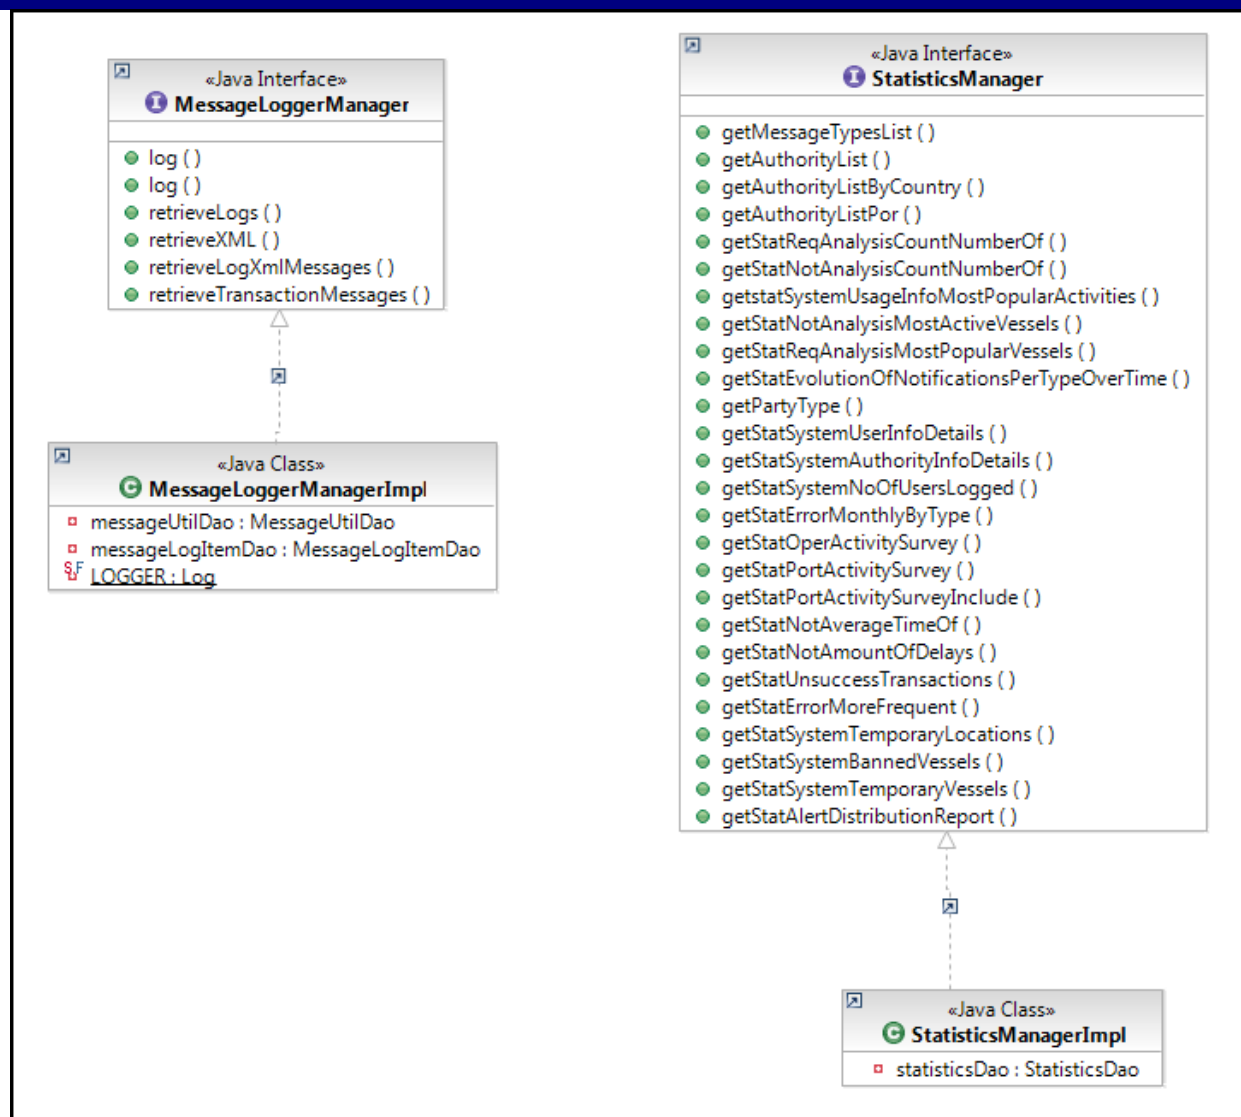 «Java Interface»
MessageLoggerManager
log ( )
log ( )
retrieveLogs ( )
retrieveXML ( )
retrieveLogXmlMessages ( )
retrieveTransactionMessages ( )
«Java Class»
MessageLoggerManagerImpl
messageUtilDao : MessageUtilDao
messageLogItemDao : MessageLogItemDao
LOGGER : Log
«Java Interface»
StatisticsManager
getMessageTypesList ( )
getAuthorityList ( )
getAuthorityListByCountry ( )
getAuthorityListPor ( )
getStatReqAnalysisCountNumberOf ( )
getStatNotAnalysisCountNumberOf ( )
getstatSystemUsageInfoMostPopularActivities ( )
getStatNotAnalysisMostActiveVessels ( )
getStatReqAnalysisMostPopularVessels ( )
getStatEvolutionOfNotificationsPerTypeOverTime ( )
getPartyType ( )
getStatSystemUserInfoDetails ( )
getStatSystemAuthorityInfoDetails ( )
getStatSystemNoOfUsersLogged ( )
getStatErrorMonthlyByType ( )
getStatOperActivitySurvey ( )
getStatPortActivitySurvey ( )
getStatPortActivitySurveyInclude ( )
getStatNotAverageTimeOf ( )
getStatNotAmountOfDelays ( )
getStatUnsuccessTransactions ( )
getStatErrorMoreFrequent ( )
getStatSystemTemporaryLocations ( )
getStatSystemBannedVessels ( )
getStatSystemTemporaryVessels ( )
getStatAlertDistributionReport ( )
«Java Class»
StatisticsManagerImpl
statisticsDao : StatisticsDao